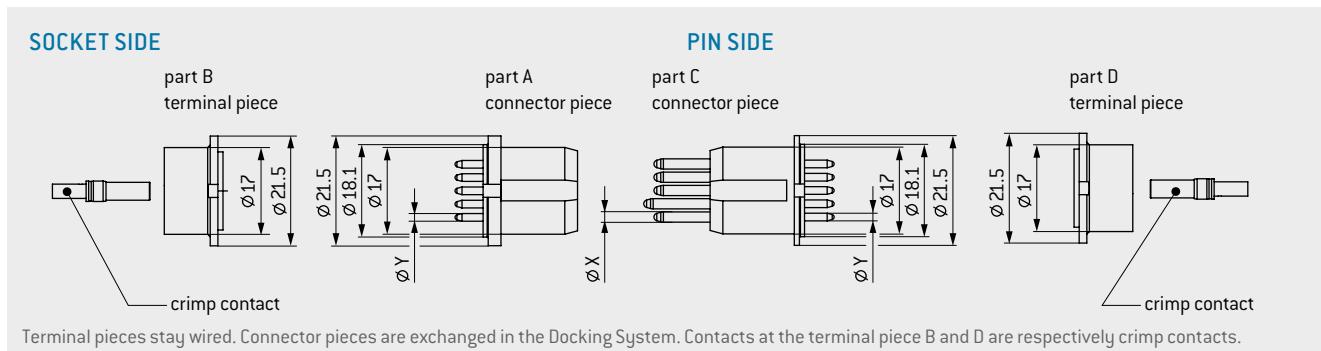 SOCKET SIDE
PIN SIDE
part B
terminal piece
part A
connector piece
part C
connector piece
part D
terminal piece
Ø 17
Ø 21.5
Ø 21.5
Ø 18.1
Ø 17
Ø Y
Ø X
Ø Y
Ø 17
Ø 18.1
Ø 21.5
Ø 21.5
Ø 17
crimp contact
crimp contact
Terminal pieces stay wired. Connector pieces are exchanged in the Docking System. Contacts at the terminal piece B and D are respectively crimp contacts.